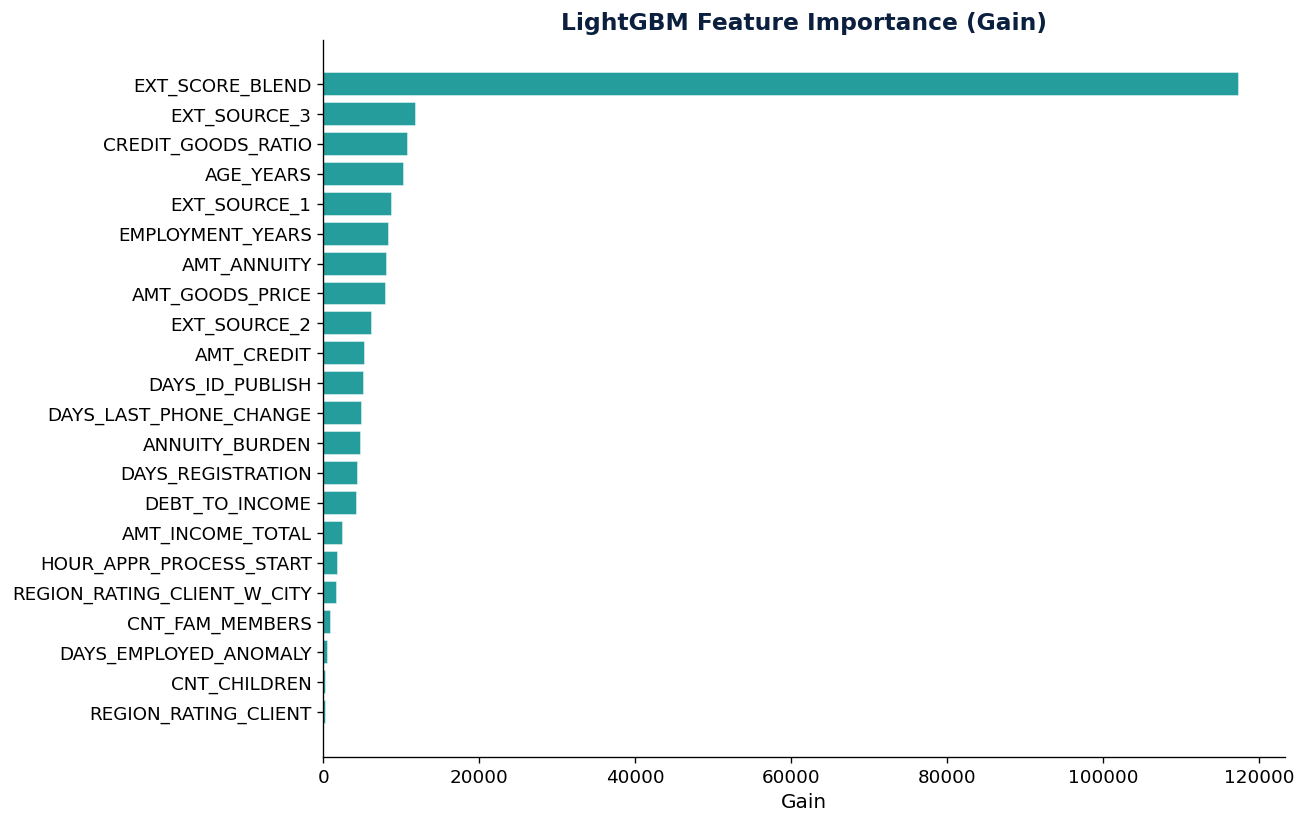 LightGBM Feature Importance (Gain)
EXT_SCORE_BLEND
EXT_SOURCE_3
CREDIT_GOODS_RATIO
AGE_YEARS
EXT_SOURCE_1
EMPLOYMENT_YEARS
AMT_ANNUITY
AMT_GOODS_PRICE
EXT_SOURCE_2
AMT_CREDIT
DAYS_ID_PUBLISH
DAYS_LAST_PHONE_CHANGE
ANNUITY_BURDEN
DAYS_REGISTRATION
DEBT_TO_INCOME
AMT_INCOME_TOTAL
HOUR_APPR_PROCESS_START
REGION_RATING_CLIENT_W_CITY
CNT_FAM_MEMBERS
DAYS_EMPLOYED_ANOMALY
CNT_CHILDREN
REGION_RATING_CLIENT
0 20000 40000 60000 80000 100000 120000
Gain